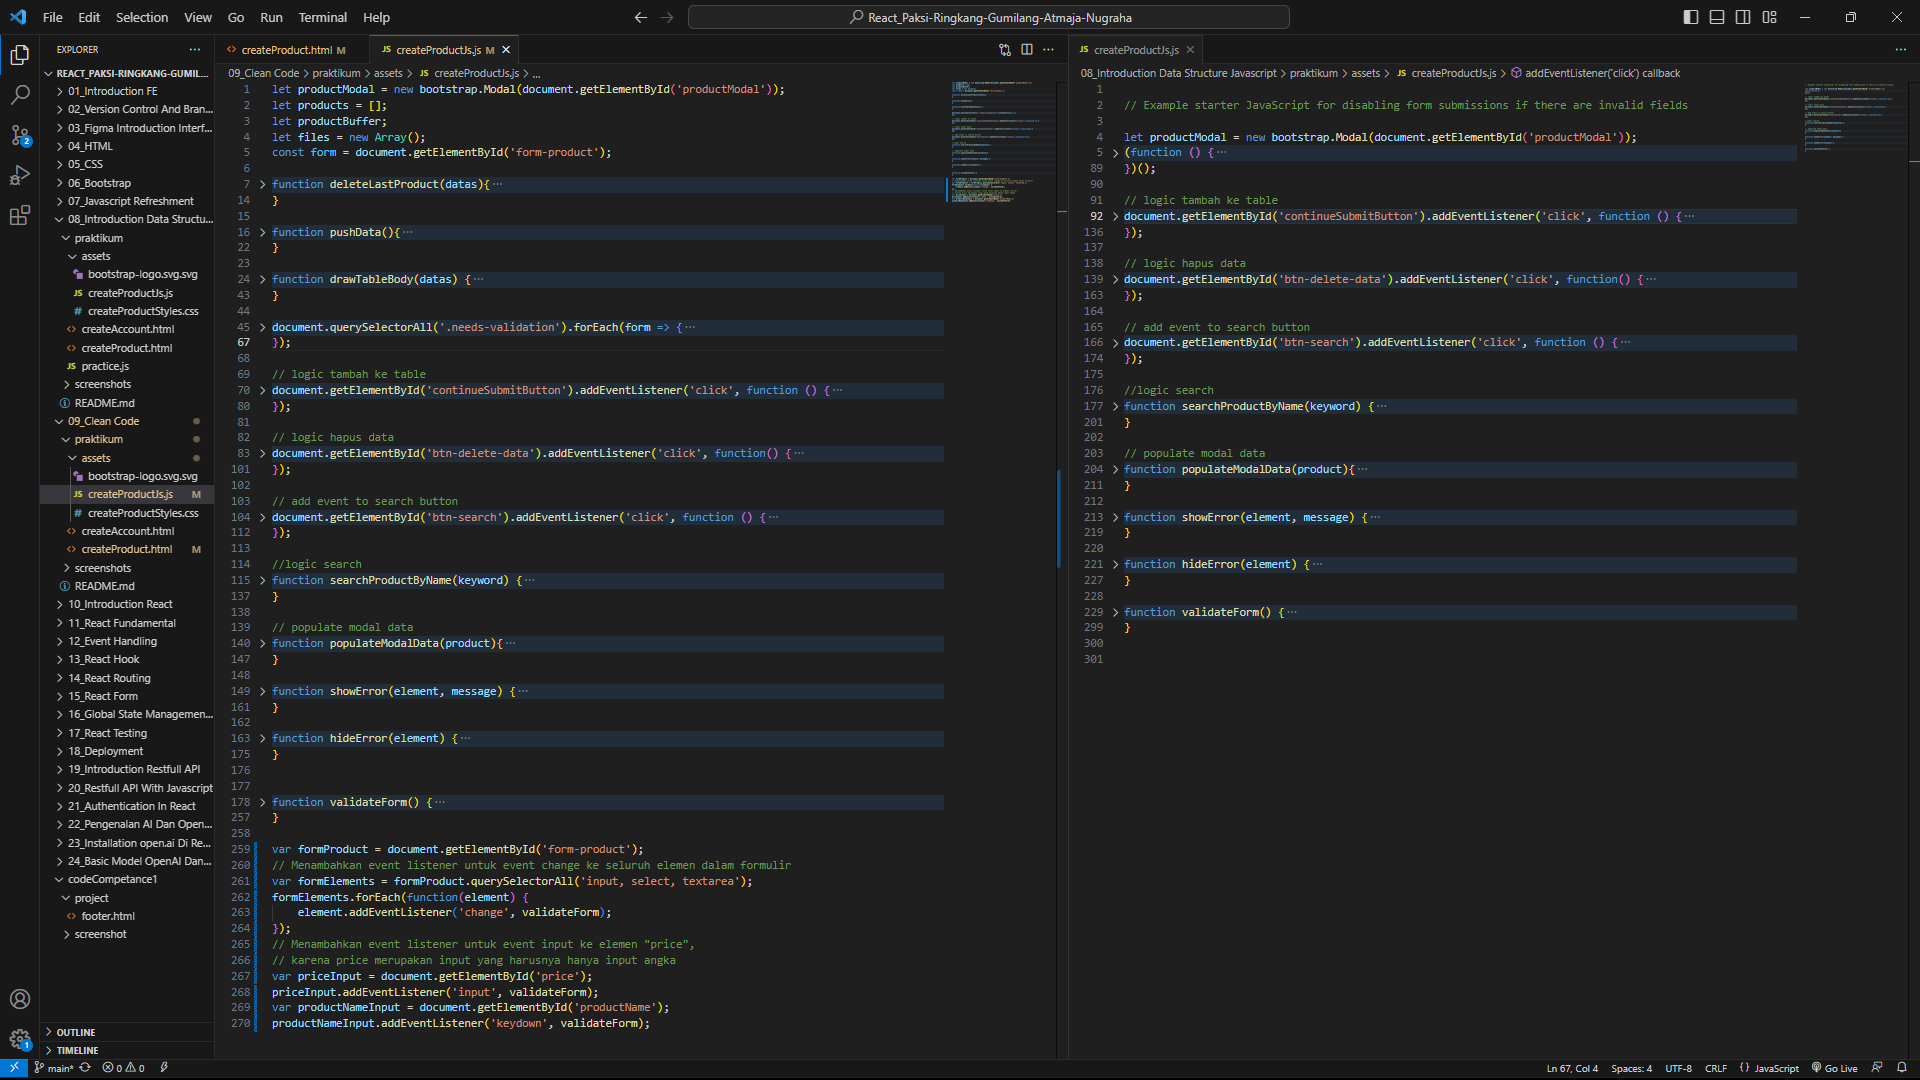 File Edit Selection View Go Run Terminal Help
React_Paksi-Ringkang-Gumilang-Atmaja-Nugraha
EXPLORER
REACT_PAKSI-RINGKANG-GUMIL...
01_Introduction FE
02_Version Control And Bran...
03_Figma Introduction Interf...
04_HTML
05_CSS
06_Bootstrap
07_Javascript Refreshment
08_Introduction Data Structu...
praktikum
assets
bootstrap-logo.svg.svg
createProductJs.js
createProductStyles.css
createAccount.html
createProduct.html
practice.js
screenshots
README.md
09_Clean Code
praktikum
assets
bootstrap-logo.svg.svg
createProductJs.js M
createProductStyles.css
createAccount.html
createProduct.html M
screenshots
README.md
10_Introduction React
11_React Fundamental
12_Event Handling
13_React Hook
14_React Routing
15_React Form
16_Global State Managemen...
17_React Testing
18_Deployment
19_Introduction Restfull API
20_Restfull API With Javascript
21_Authentication In React
22_Pengenalan AI Dan Open...
23_Installation open.ai Di Re...
24_Basic Model OpenAI Dan...
codeCompetance1
project
footer.html
screenshot
OUTLINE
TIMELINE
createProduct.html M
JS createProductJs.js M
09_Clean Code > praktikum > assets > JS createProductJs.js > ...
1 let productModal = new bootstrap.Modal(document.getElementById('productModal'));
2 let products = [];
3 let productBuffer;
4 let files = new Array();
5 const form = document.getElementById('form-product');
6
7 function deleteLastProduct(datas){ ···
14 }
15
16 function pushData(){ ···
22 }
23
24 function drawTableBody(datas) { ···
43 }
44
45 document.querySelectorAll('.needs-validation').forEach(form => { ···
67 });
68
69 // logic tambah ke table
70 document.getElementById('continueSubmitButton').addEventListener('click', function () { ···
80 });
81
82 // logic hapus data
83 document.getElementById('btn-delete-data').addEventListener('click', function() { ···
101 });
102
103 // add event to search button
104 document.getElementById('btn-search').addEventListener('click', function () { ···
112 });
113
114 //logic search
115 function searchProductByName(keyword) { ···
137 }
138
139 // populate modal data
140 function populateModalData(product){ ···
147 }
148
149 function showError(element, message) { ···
161 }
162
163 function hideError(element) { ···
175 }
176
177
178 function validateForm() { ···
257 }
258
259 var formProduct = document.getElementById('form-product');
260 // Menambahkan event listener untuk event change ke seluruh elemen dalam formulir
261 var formElements = formProduct.querySelectorAll('input, select, textarea');
262 formElements.forEach(function(element) {
263 element.addEventListener('change', validateForm);
264 });
265 // Menambahkan event listener untuk event input ke elemen "price",
266 // karena price merupakan input yang harusnya hanya input angka
267 var priceInput = document.getElementById('price');
268 priceInput.addEventListener('input', validateForm);
269 var productNameInput = document.getElementById('productName');
270 productNameInput.addEventListener('keydown', validateForm);
JS createProductJs.js
08_Introduction Data Structure Javascript > praktikum > assets > JS createProductJs.js > addEventListener('click') callback
1
2 // Example starter JavaScript for disabling form submissions if there are invalid fields
3
4 let productModal = new bootstrap.Modal(document.getElementById('productModal'));
5 (function () { ···
89 })();
90
91 // logic tambah ke table
92 document.getElementById('continueSubmitButton').addEventListener('click', function () { ···
136 });
137
138 // logic hapus data
139 document.getElementById('btn-delete-data').addEventListener('click', function() { ···
163 });
164
165 // add event to search button
166 document.getElementById('btn-search').addEventListener('click', function () { ···
174 });
175
176 //logic search
177 function searchProductByName(keyword) { ···
201 }
202
203 // populate modal data
204 function populateModalData(product){ ···
211 }
212
213 function showError(element, message) { ···
219 }
220
221 function hideError(element) { ···
227 }
228
229 function validateForm() { ···
299 }
300
301
2
1
main* 0 0
Ln 67, Col 4 Spaces: 4 UTF-8 CRLF {} JavaScript Go Live